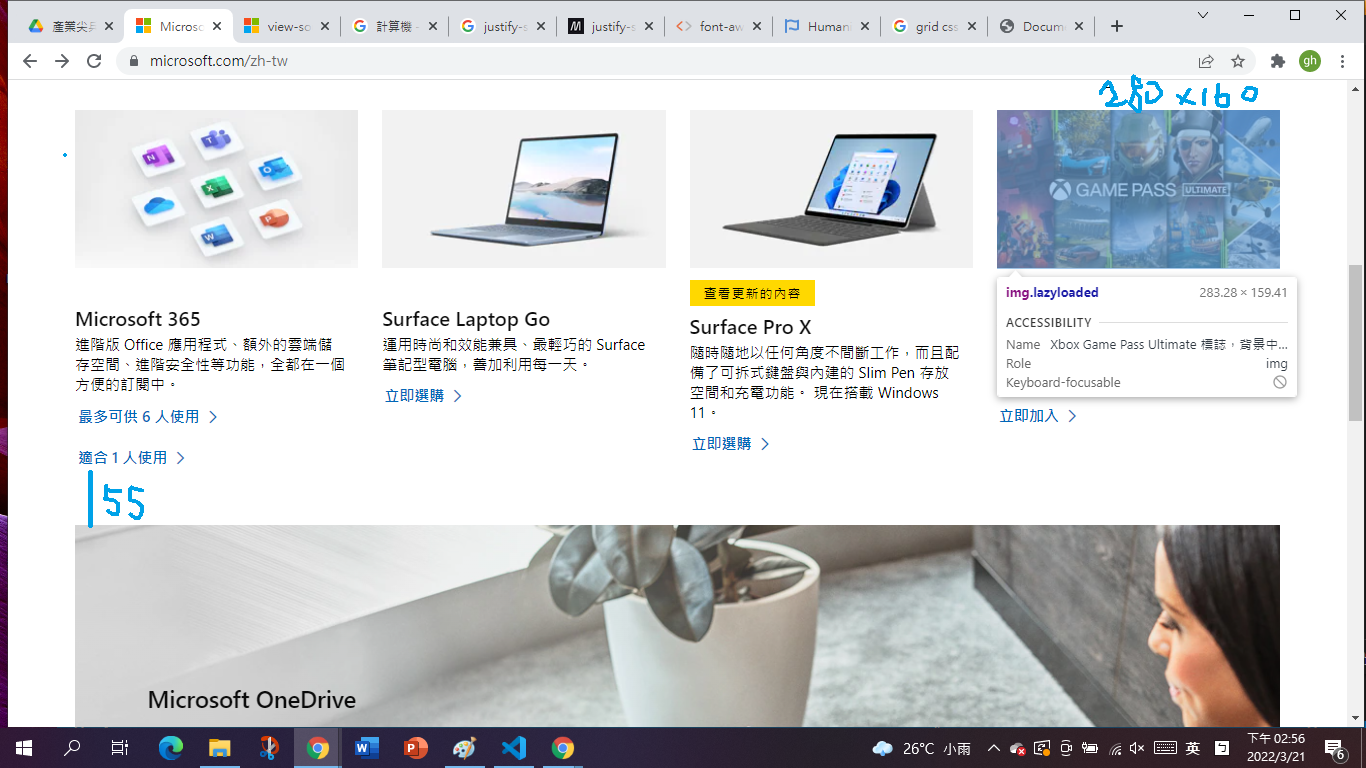 產業尖兵
Microsc
view-so
計算機 -
justify-s
justify-s
font-aw
Humani
grid css
Docume
microsoft.com/zh-tw
gh
280 x 160
N
T
O
X
W
P
GAME PASS ULTIMATE
img.lazyloaded 283.28 × 159.41
ACCESSIBILITY
Name Xbox Game Pass Ultimate 標誌，背景中...
Role img
Keyboard-focusable
立即加入
Microsoft 365
進階版 Office 應用程式、額外的雲端儲
存空間、進階安全性等功能，全都在一個
方便的訂閱中。
最多可供 6 人使用
適合 1 人使用
Surface Laptop Go
運用時尚和效能兼具、最輕巧的 Surface
筆記型電腦，善加利用每一天。
立即選購
查看更新的內容
Surface Pro X
隨時隨地以任何角度不間斷工作，而且配
備了可拆式鍵盤與內建的 Slim Pen 存放
空間和充電功能。 現在搭載 Windows
11。
立即選購
55
Microsoft OneDrive
26°C 小雨
英
下午 02:56
2022/3/21
6